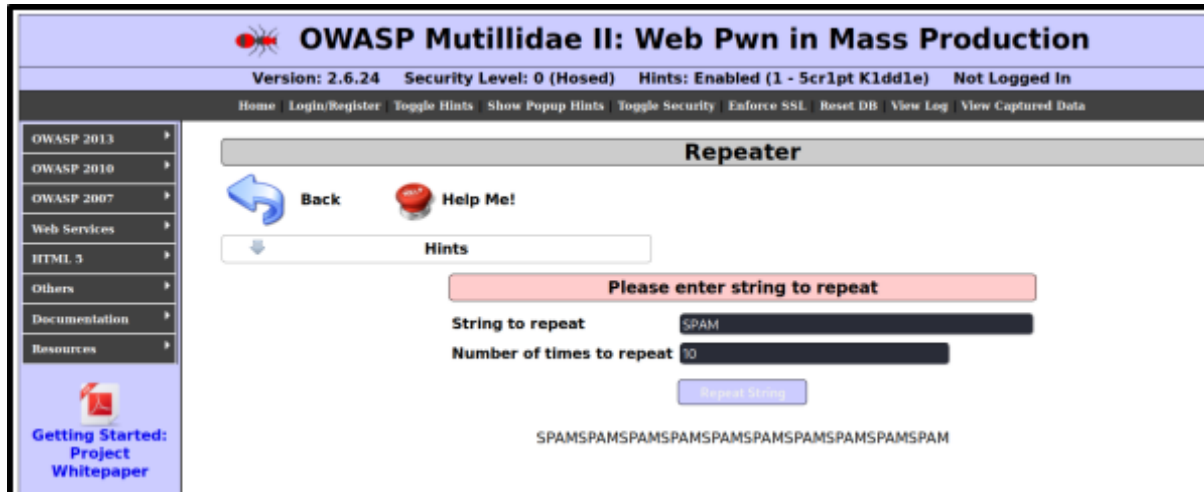 OWASP Mutillidae II: Web Pwn in Mass Production
Version: 2.6.24 Security Level: 0 (Hosed) Hints: Enabled (1 - 5cr1pt K1dd1e) Not Logged In
Home | Login/Register | Toggle Hints | Show Popup Hints | Toggle Security | Enforce SSL | Reset DB | View Log | View Captured Data
OWASP 2013
OWASP 2010
OWASP 2007
Web Services
HTML 5
Others
Documentation
Resources
Getting Started:
Project
Whitepaper
Repeater
Back Help Me!
Hints
Please enter string to repeat
String to repeat SPAM
Number of times to repeat 10
Repeat String
SPAMSPAMSPAMSPAMSPAMSPAMSPAMSPAMSPAMSPAM